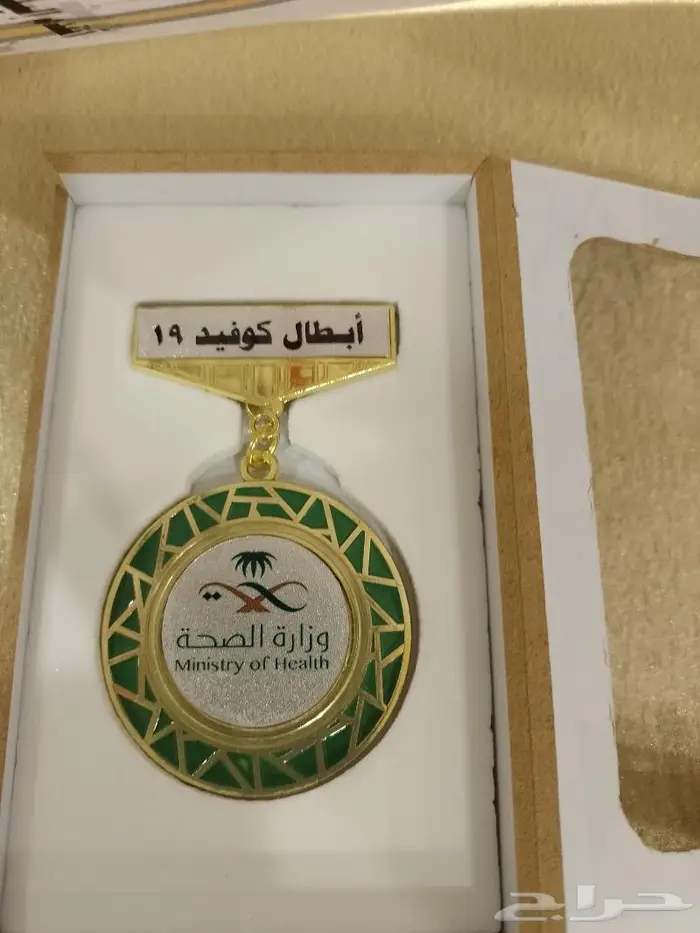 أبطال كوفيد ١٩
وزارة الصحة
Ministry of Health
حراج